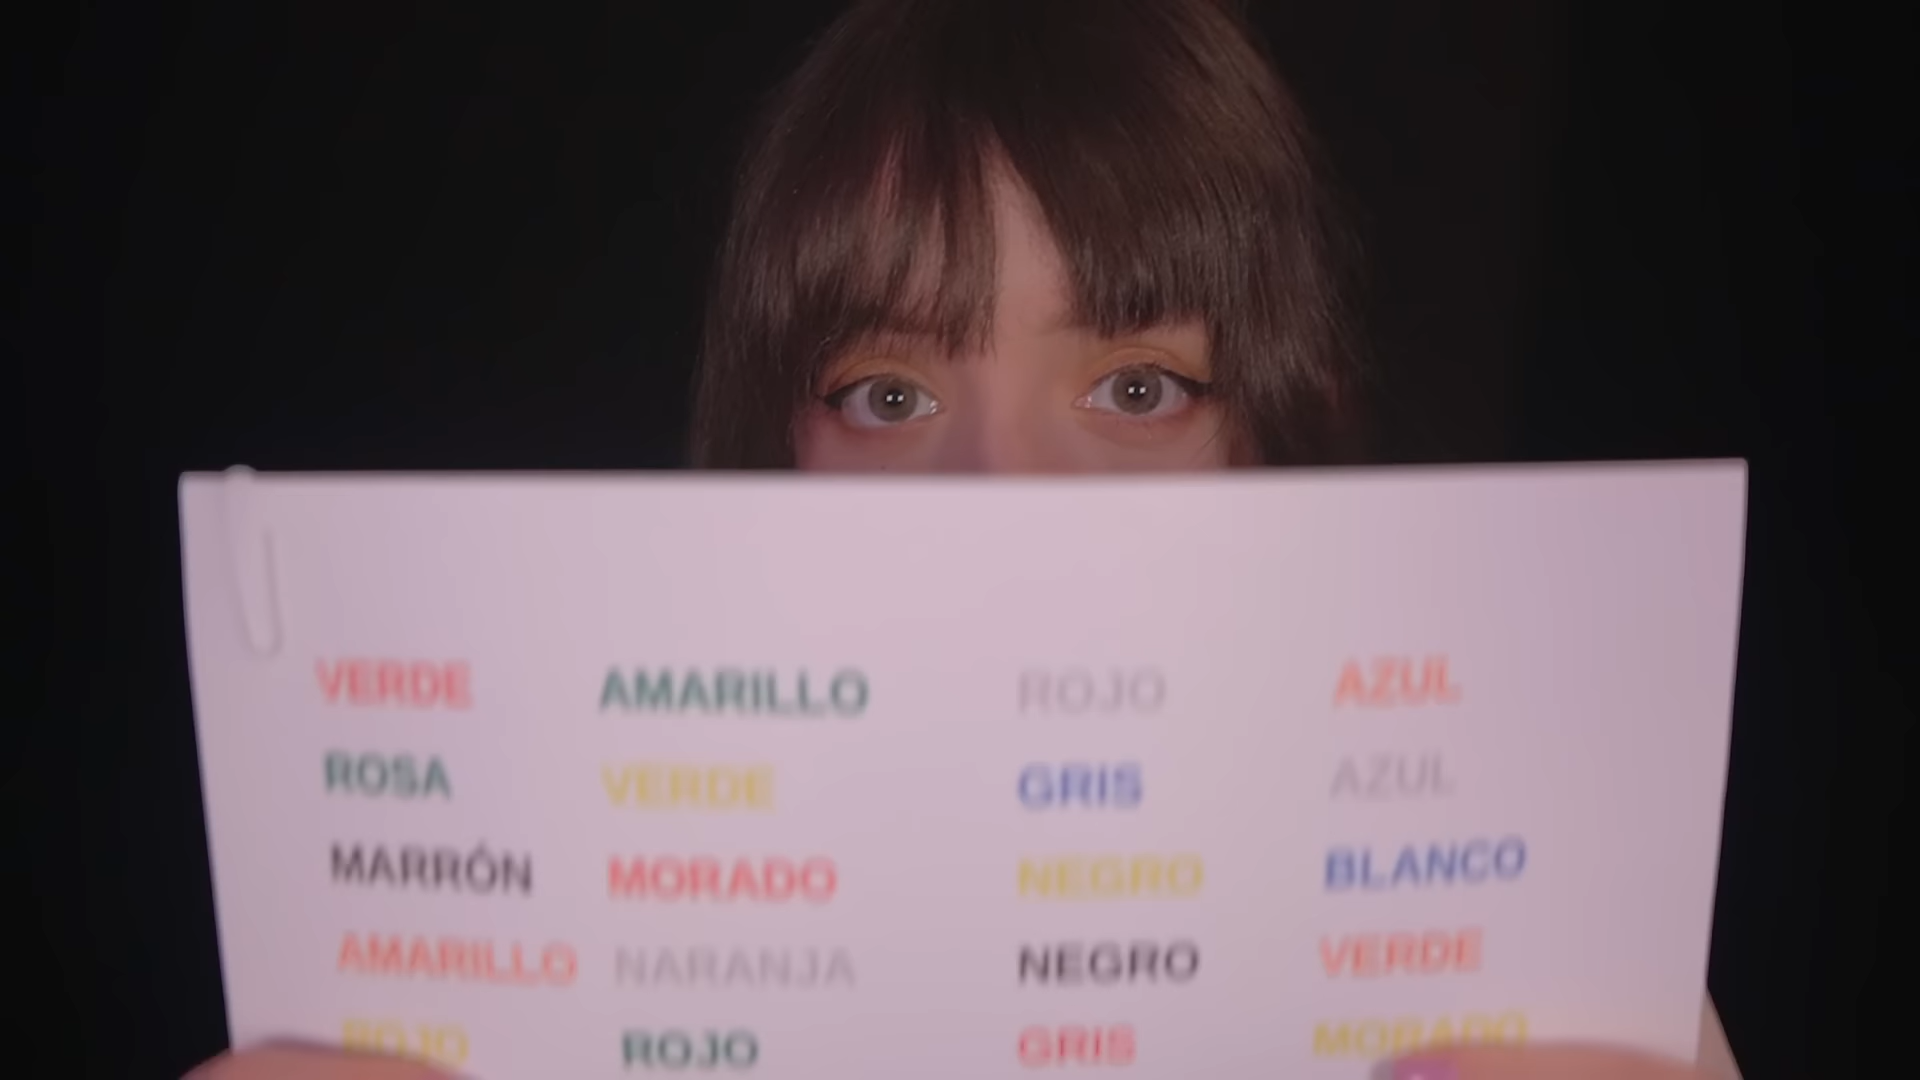 VERDE AMARILLO ROJO AZUL
ROSA VERDE GRIS AZUL
MARRÓN MORADO NEGRO BLANCO
AMARILLO NARANJA NEGRO VERDE
ROJO ROJO GRIS MORADO